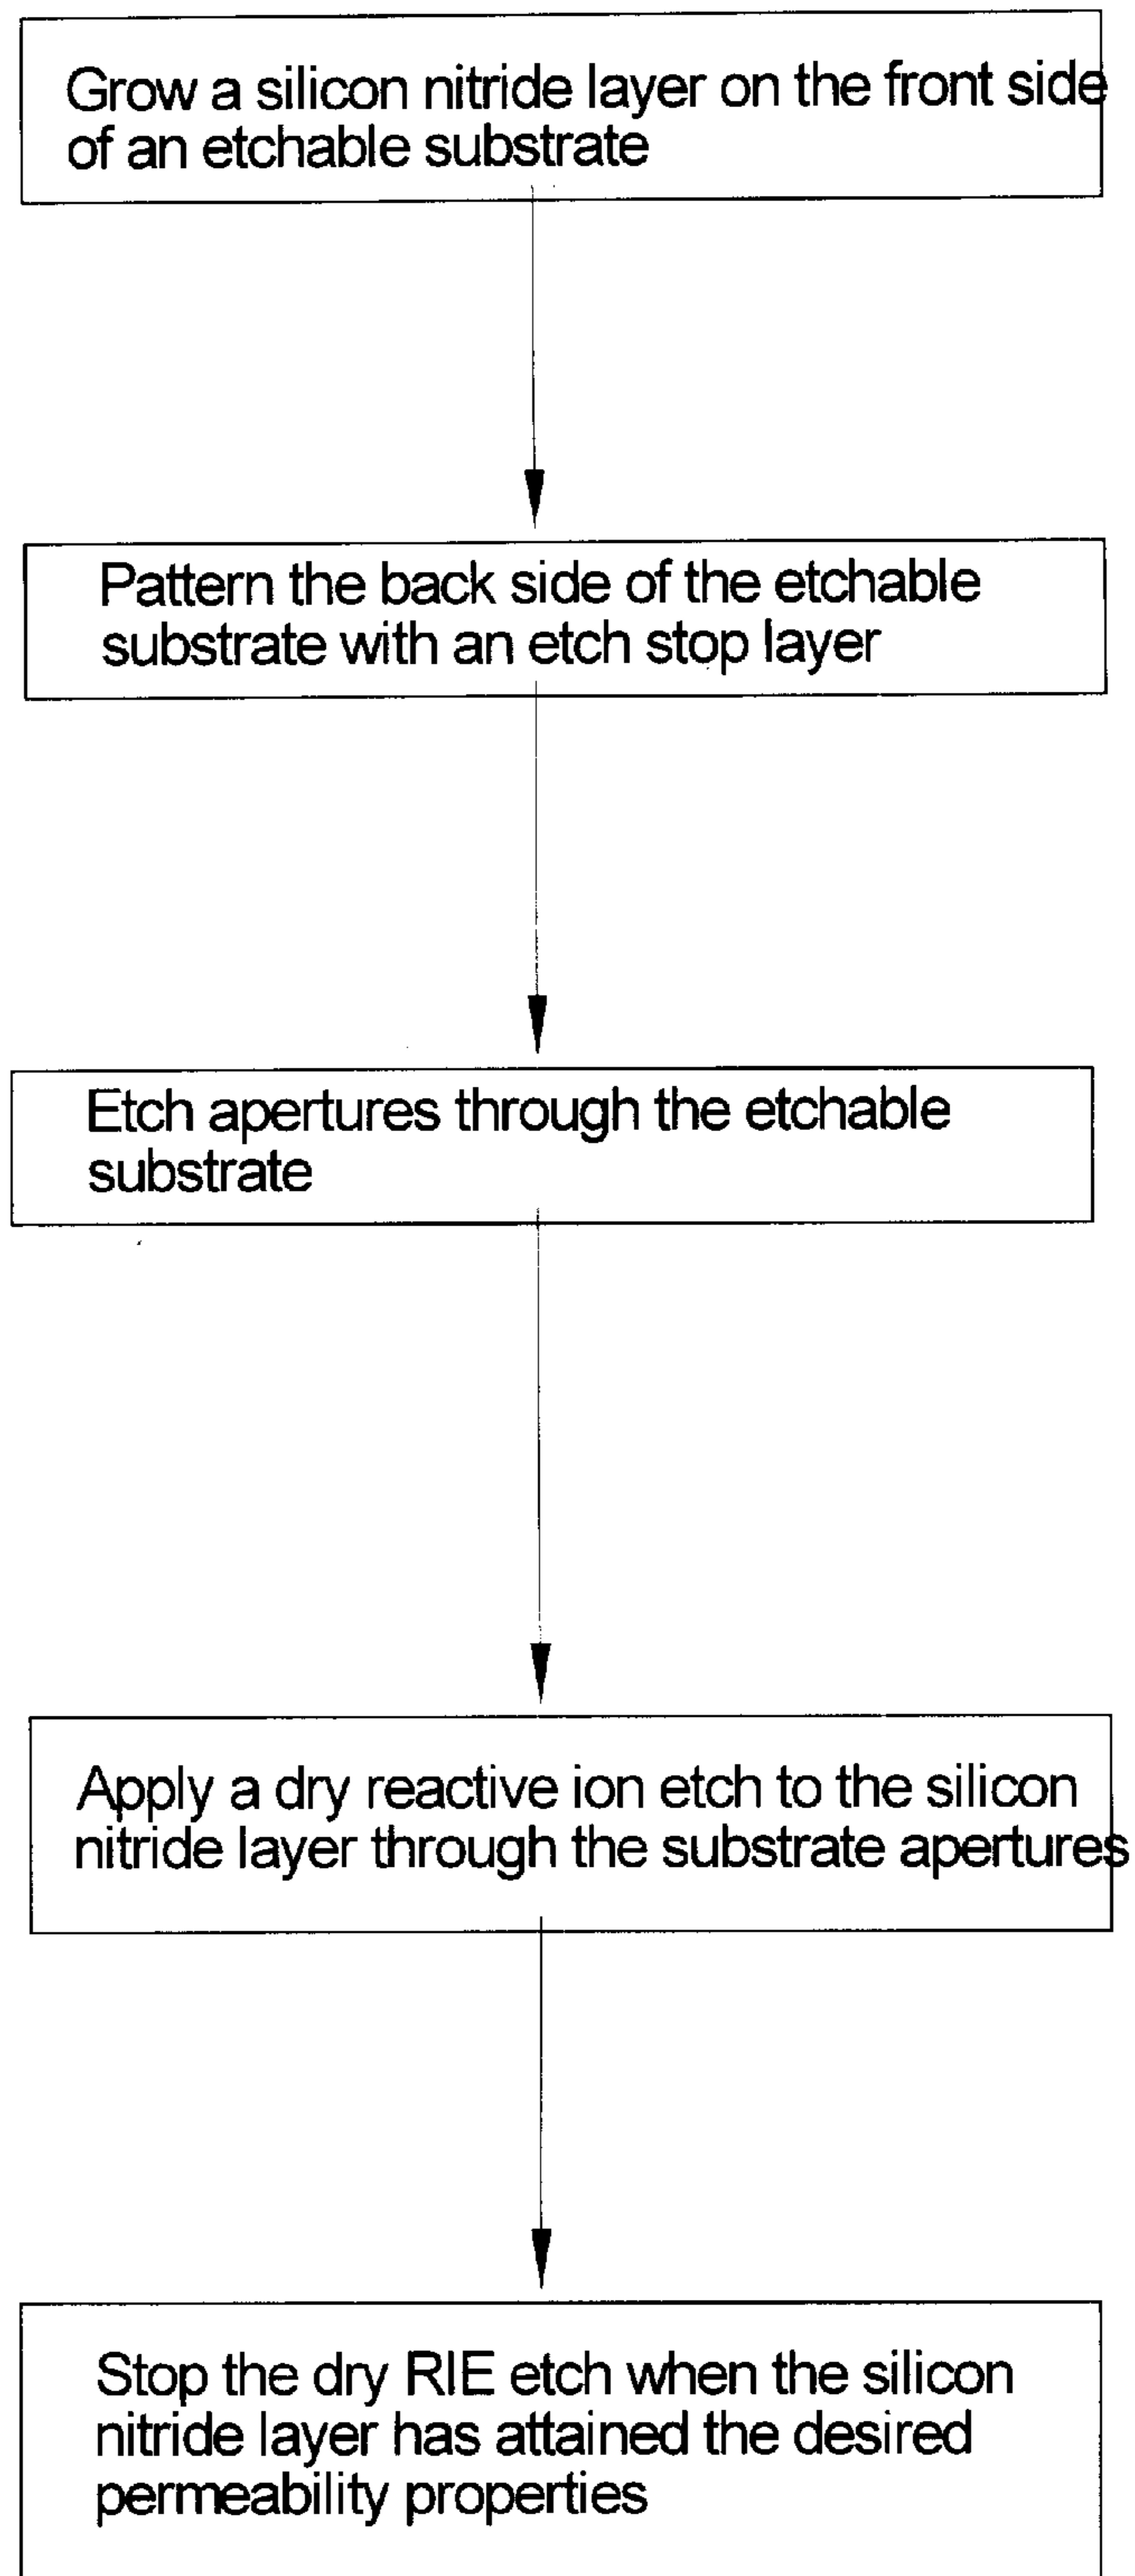 Grow a silicon nitride layer on the front side
of an etchable substrate
Pattern the back side of the etchable
substrate with an etch stop layer
Etch apertures through the etchable
substrate
Apply a dry reactive ion etch to the silicon
nitride layer through the substrate apertures
Stop the dry RIE etch when the silicon
nitride layer has attained the desired
permeability properties